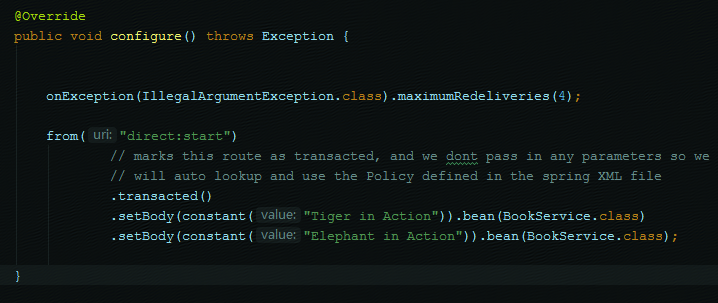 @Override
public void configure() throws Exception {
onException(IllegalArgumentException.class).maximumRedeliveries(4);
from( uri: "direct:start")
// marks this route as transacted, and we dont pass in any parameters so we
// will auto lookup and use the Policy defined in the spring XML file
.transacted()
.setBody(constant( value: "Tiger in Action")).bean(BookService.class)
.setBody(constant( value: "Elephant in Action")).bean(BookService.class);
}